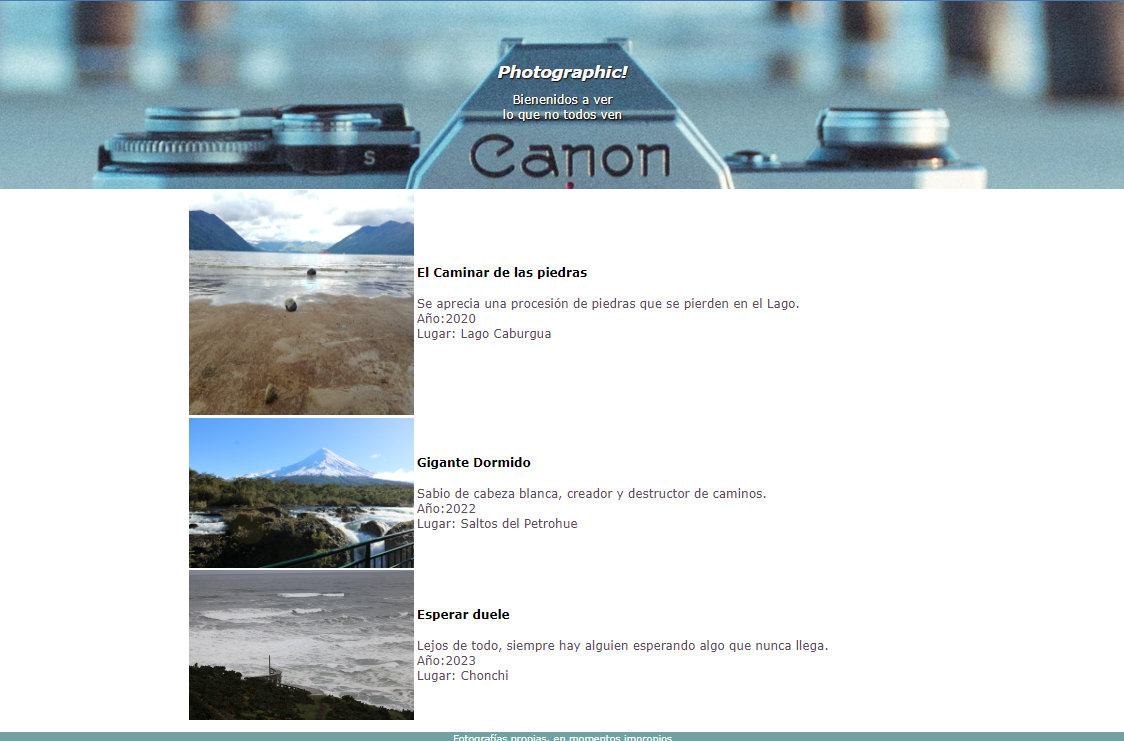 Photographic!
Bienenidos a ver
lo que no todos ven
S
Canon
El Caminar de las piedras
Se aprecia una procesión de piedras que se pierden en el Lago.
Año:2020
Lugar: Lago Caburgua
Gigante Dormido
Sabio de cabeza blanca, creador y destructor de caminos.
Año:2022
Lugar: Saltos del Petrohue
Esperar duele
Lejos de todo, siempre hay alguien esperando algo que nunca llega.
Año:2023
Lugar: Chonchi
Fotografías propias, en momentos impropios